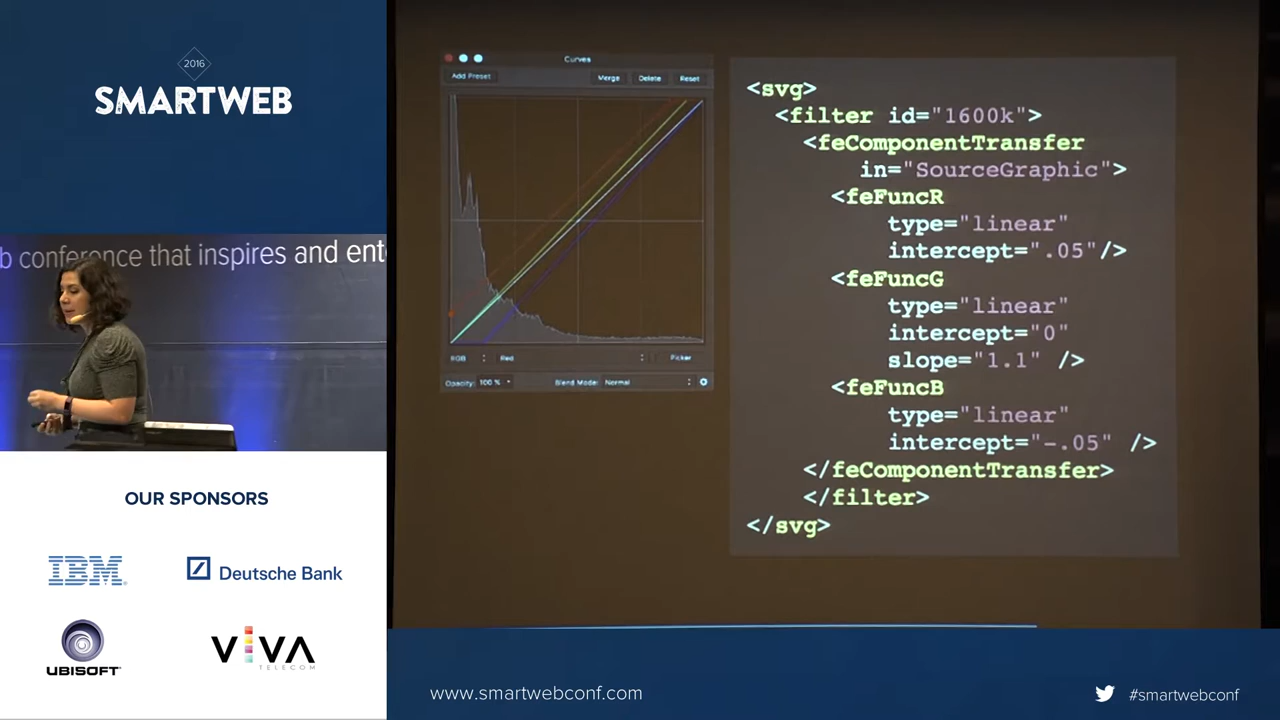 2016
SMARTWEB
b conference that inspires and ent
OUR SPONSORS
IBM
Deutsche Bank
UBISOFT
VIVA
TELECOM
Curves
Add Preset
Merge
Delete
Reset
RGB
Red
Picker
Opacity: 100 %
Blend Mode: Normal
<svg>
<filter id="1600k">
<feComponentTransfer
in="SourceGraphic">
<feFuncR
type="linear"
intercept=".05"/>
<feFuncG
type="linear"
intercept="0"
slope="1.1" />
<feFuncB
type="linear"
intercept="-.05" />
</feComponentTransfer>
</filter>
</svg>
www.smartwebconf.com
#smartwebconf